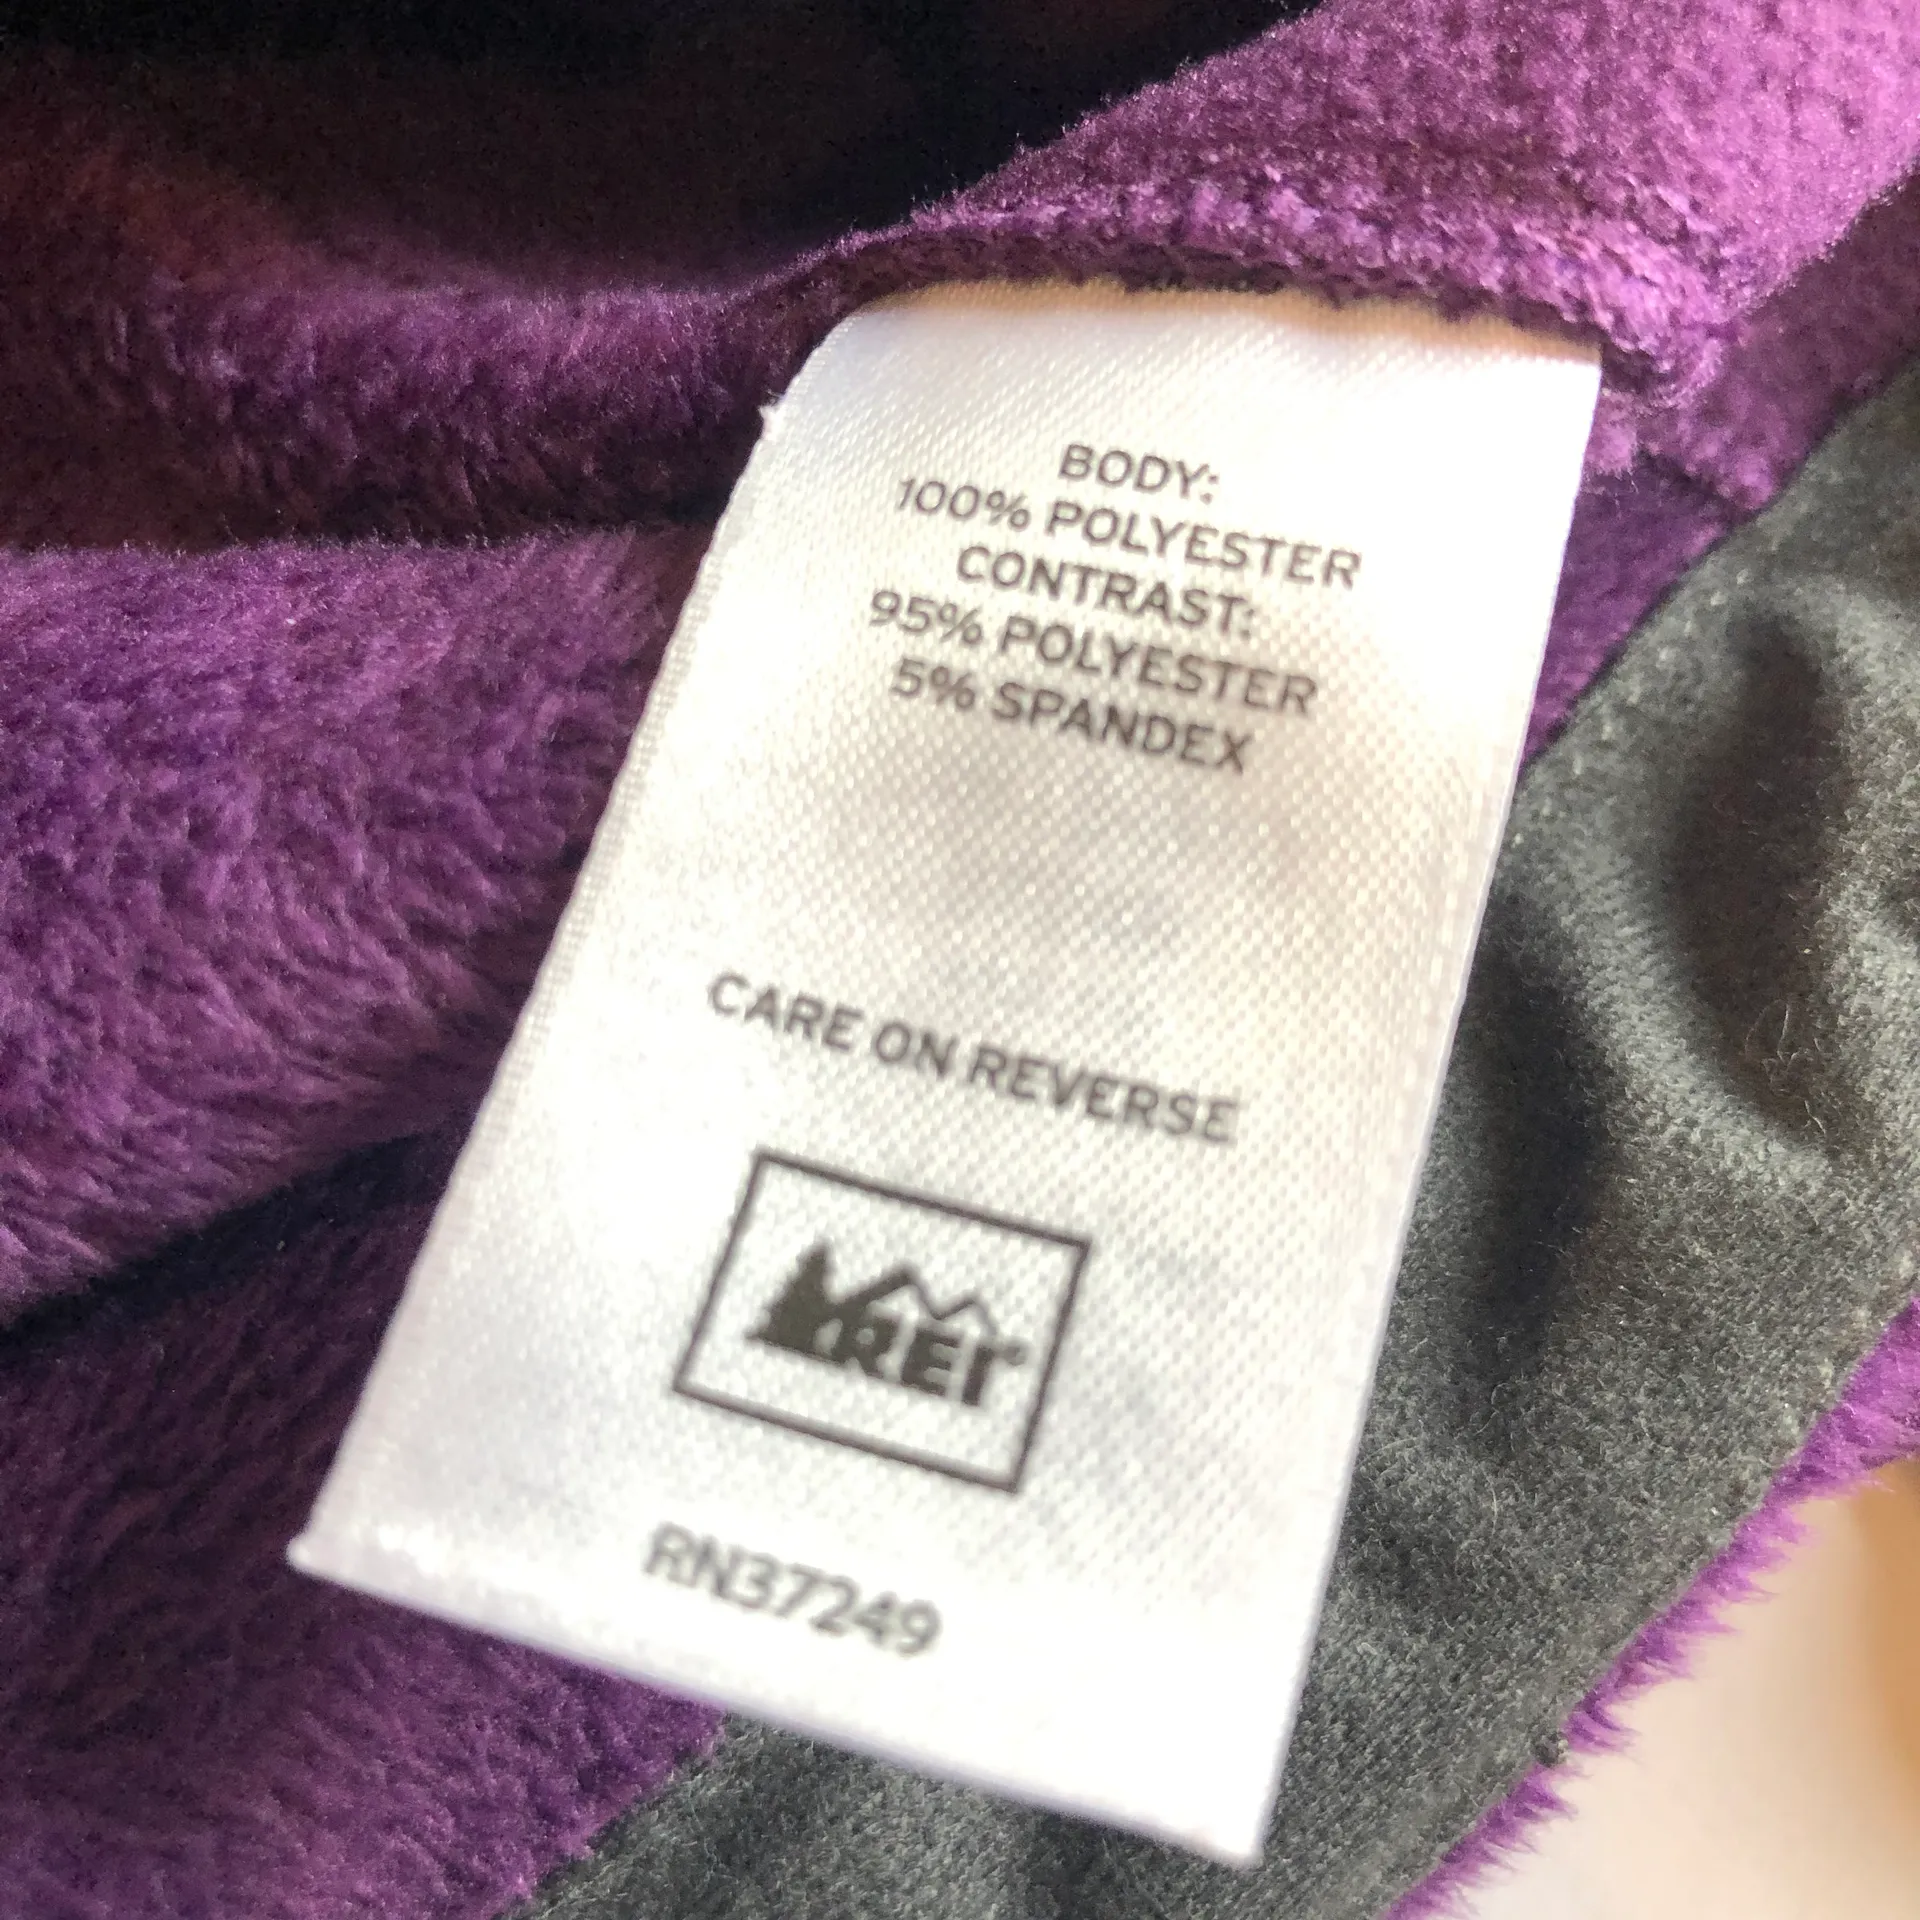 BODY:
100% POLYESTER
CONTRAST:
95% POLYESTER
5% SPANDEX
CARE ON REVERSE
REI®
RN37249